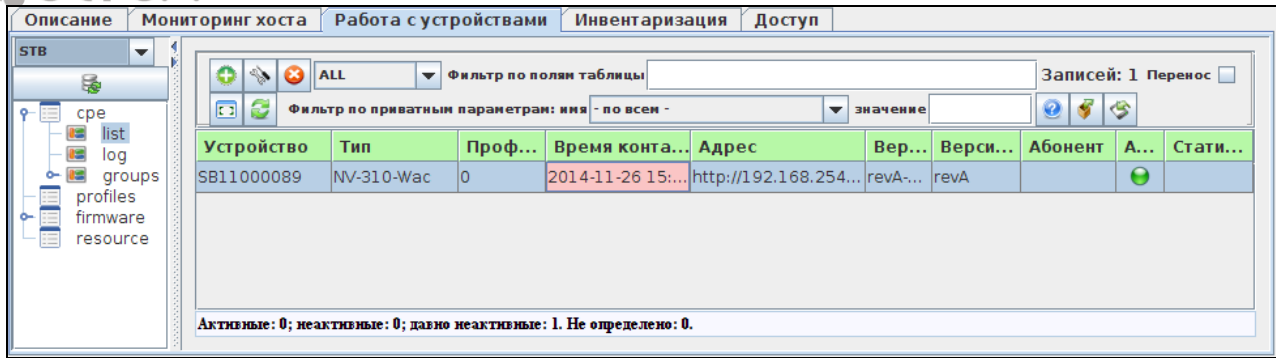 Описание Мониторинг хоста Работа с устройствами Инвентаризация Доступ
STB
ALL Фильтр по полям таблицы Записей: 1 Перенос
Фильтр по приватным параметрам: имя - по всем - значение
cpe
list
log
groups
profiles
firmware
resource
Устройство Тип Проф... Время конта... Адрес Вер... Верси... Абонент А... Стати...
SB11000089 NV-310-Wac 0 2014-11-26 15:... http://192.168.254... revA-... revA
Активные: 0; неактивные: 0; давно неактивные: 1. Не определено: 0.